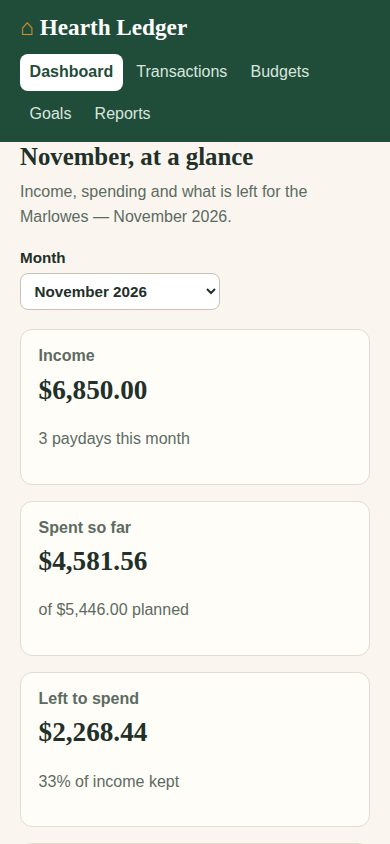 ⌂ Hearth Ledger
Dashboard Transactions Budgets
Goals Reports
November, at a glance
Income, spending and what is left for the
Marlowes — November 2026.
Month
November 2026
Income
$6,850.00
3 paydays this month
Spent so far
$4,581.56
of $5,446.00 planned
Left to spend
$2,268.44
33% of income kept